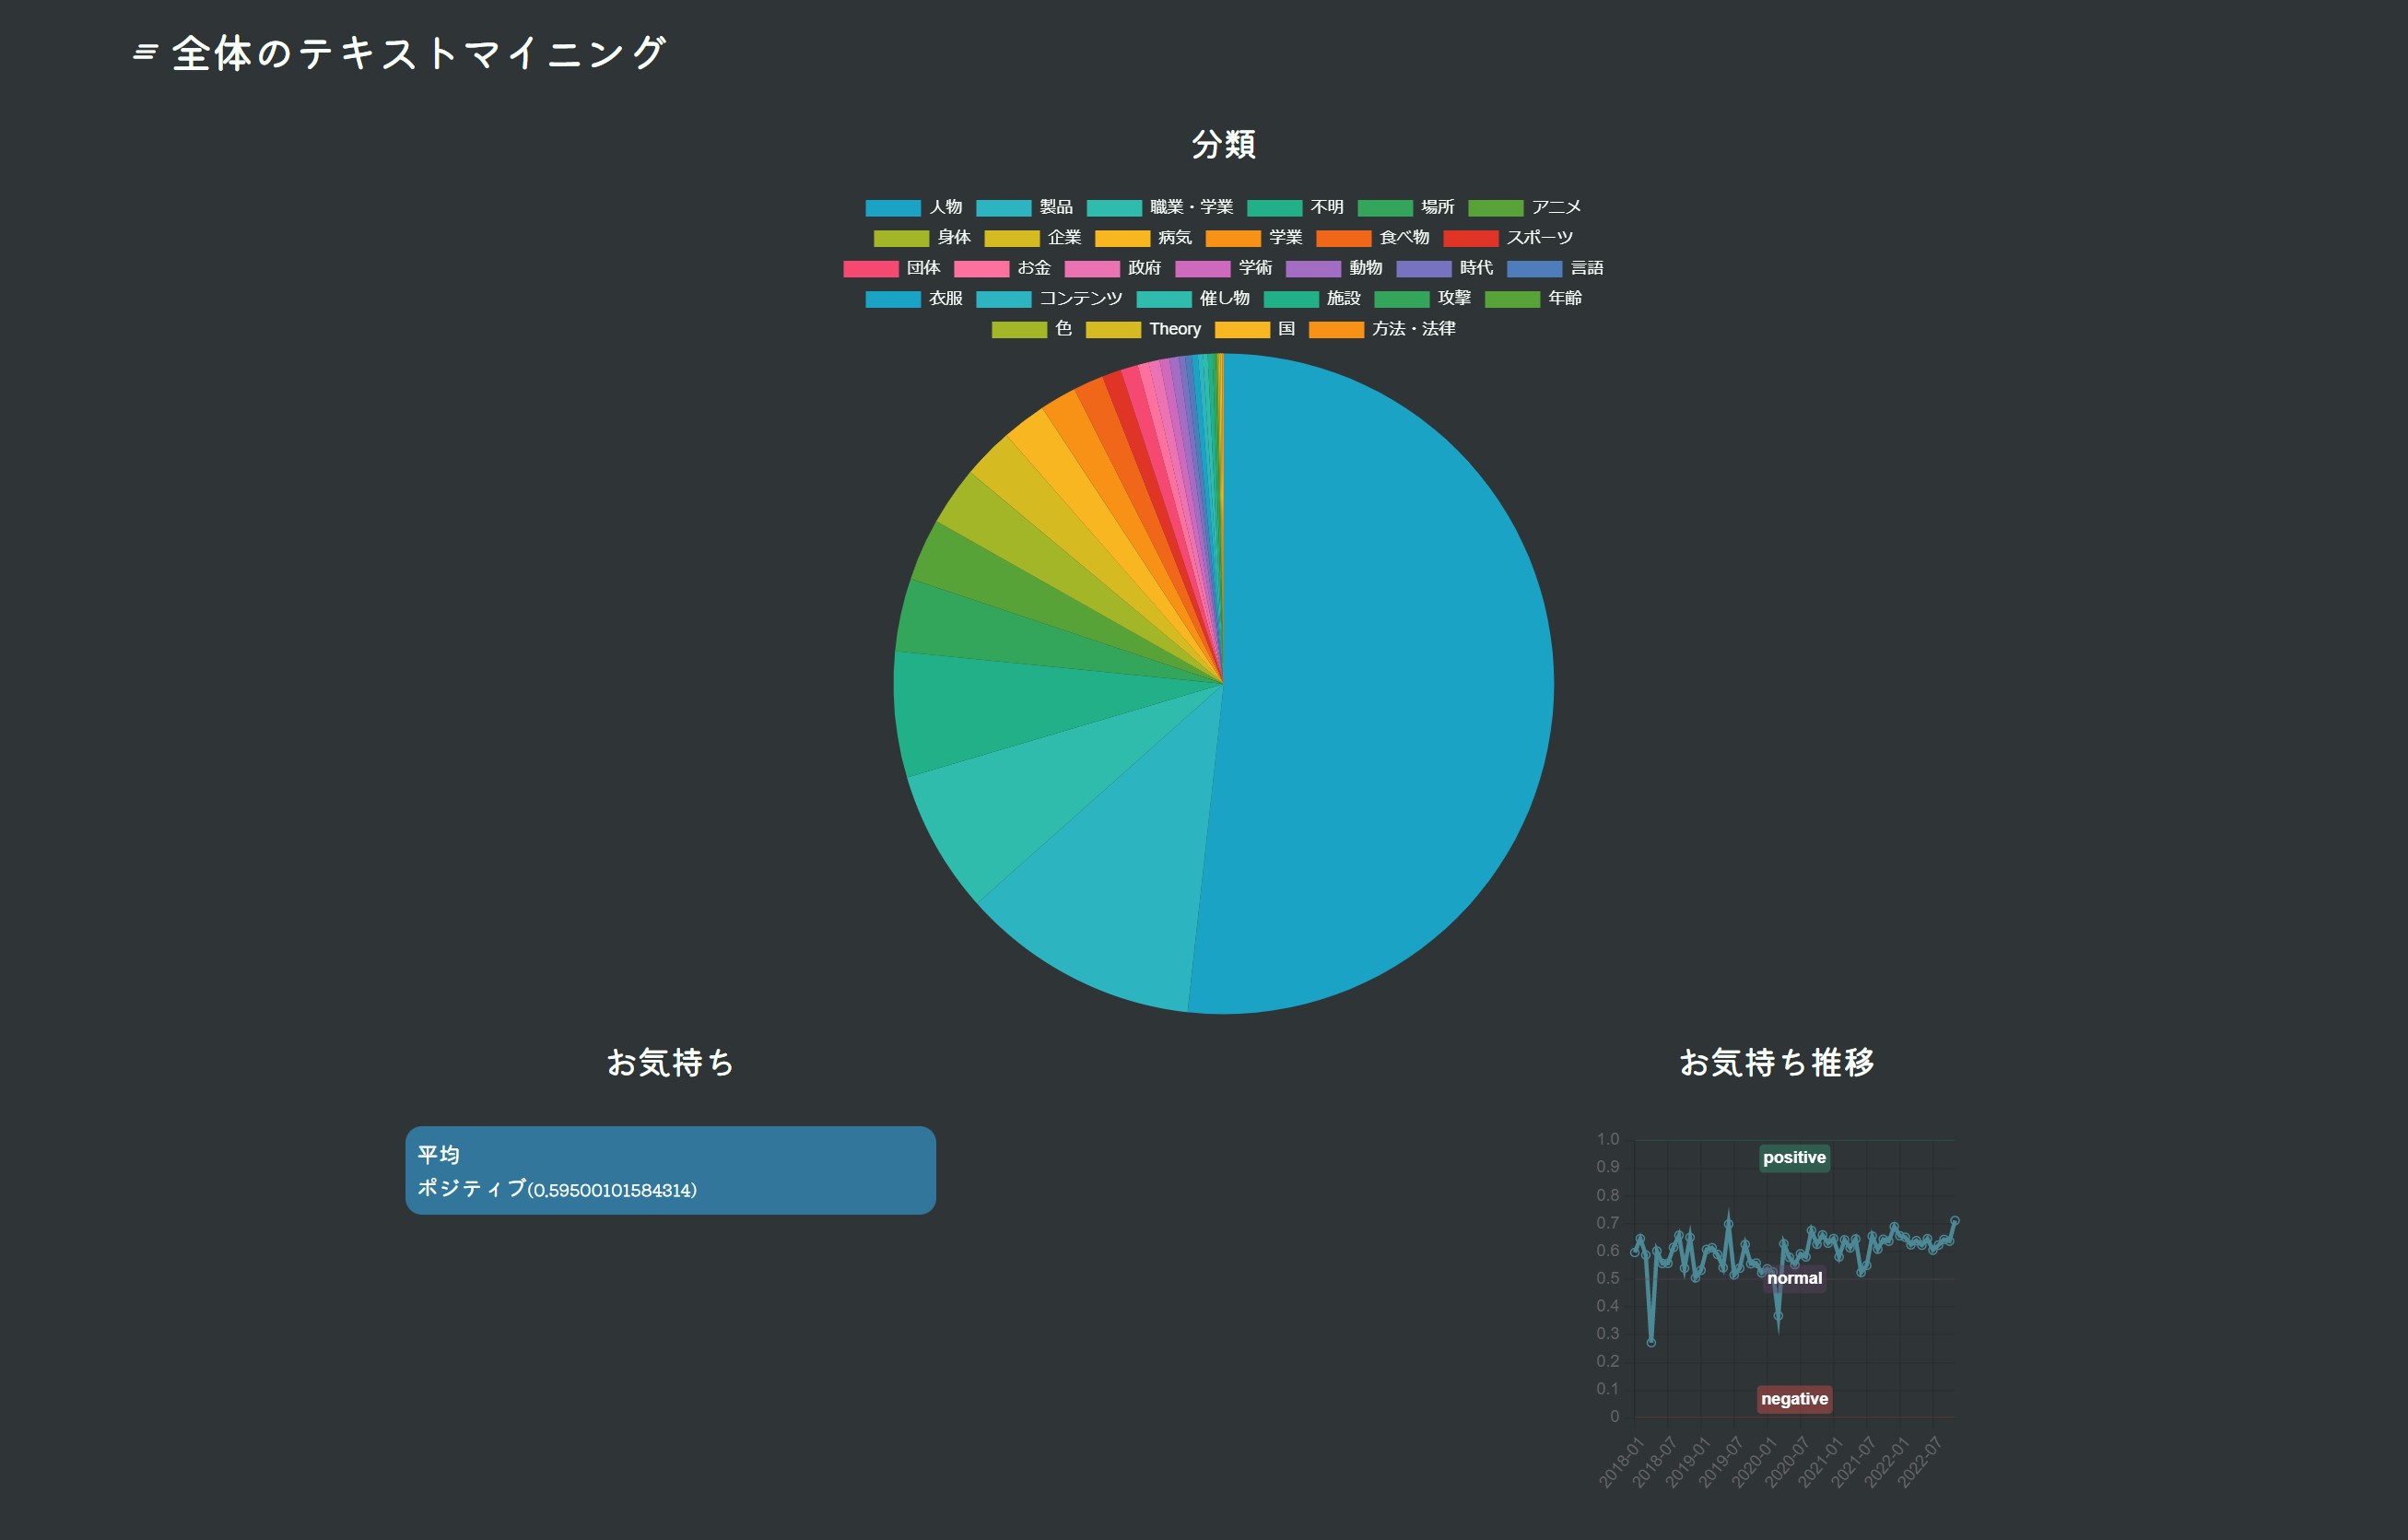 全体のテキストマイニング
分類
人物 製品 職業・学業 不明 場所 アニメ
身体 企業 病気 学業 食べ物 スポーツ
団体 お金 政府 学術 動物 時代 言語
衣服 コンテンツ 催し物 施設 攻撃 年齢
色 Theory 国 方法・法律
お気持ち
平均
ポジティブ(0.59500101584314)
お気持ち推移
1.0
positive
0.9
0.8
0.7
0.6
0.5
normal
0.4
0.3
0.2
0.1
negative
0
2018-01 2018-07 2019-01 2019-07 2020-01 2020-07 2021-01 2021-07 2022-01 2022-07